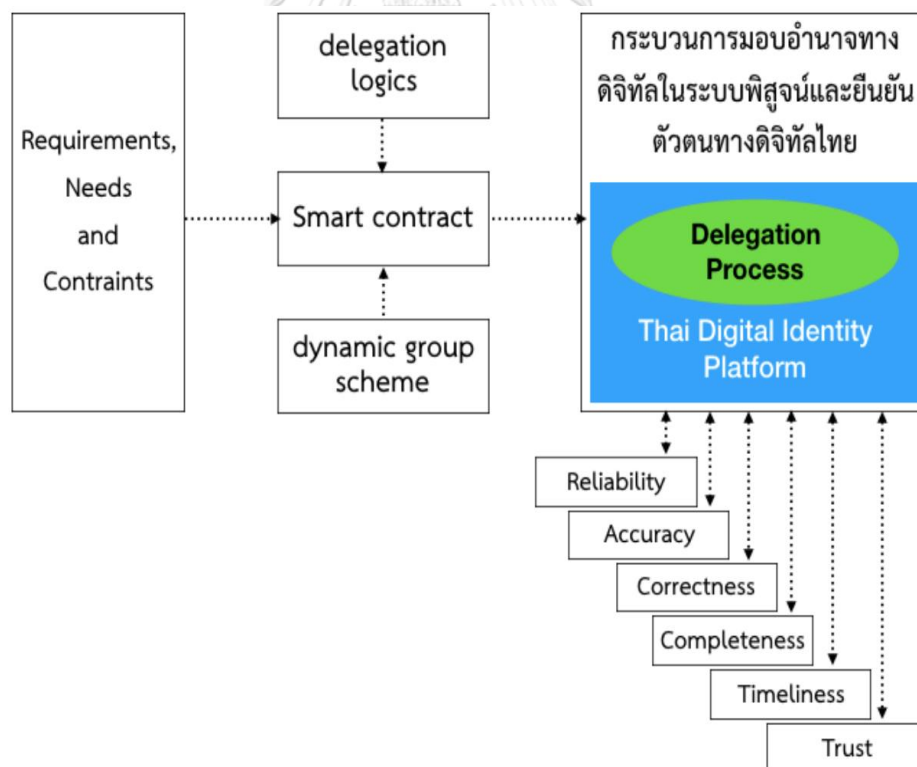 Requirements,
Needs
and
Contraints
delegation
logics
Smart contract
dynamic group
scheme
กระบวนการมอบอำนาจทาง
ดิจิทัลในระบบพิสูจน์และยืนยัน
ตัวตนทางดิจิทัลไทย
Delegation
Process
Thai Digital Identity
Platform
Reliability
Accuracy
Correctness
Completeness
Timeliness
Trust